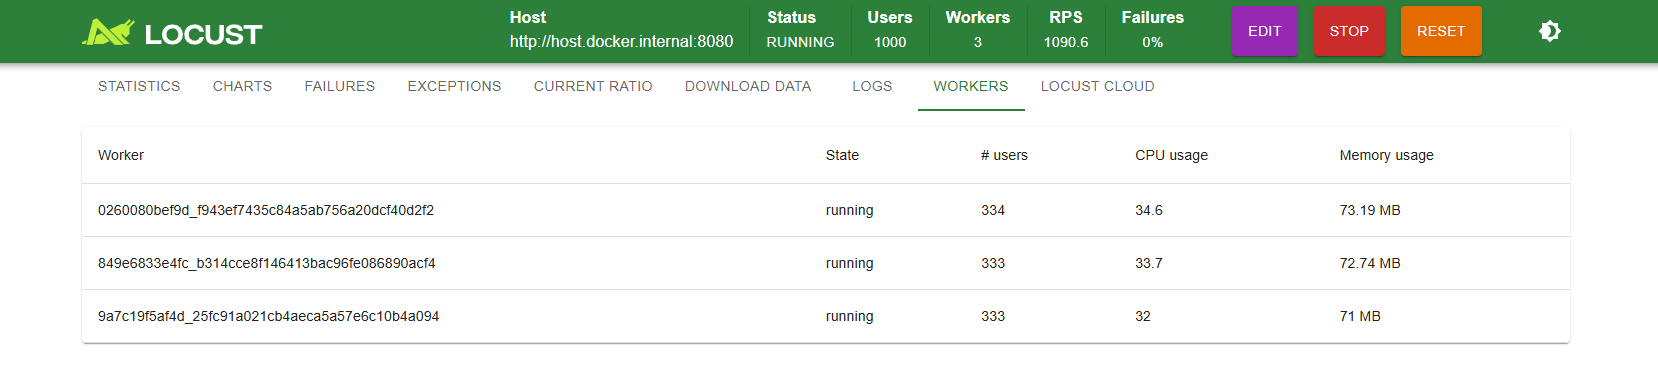 LOCUST
Host Status Users Workers RPS Failures
http://host.docker.internal:8080 RUNNING 1000 3 1090.6 0%
EDIT STOP RESET
STATISTICS CHARTS FAILURES EXCEPTIONS CURRENT RATIO DOWNLOAD DATA LOGS WORKERS LOCUST CLOUD
Worker State # users CPU usage Memory usage
0260080bef9d_f943ef7435c84a5ab756a20dcf40d2f2 running 334 34.6 73.19 MB
849e6833e4fc_b314cce8f146413bac96fe086890acf4 running 333 33.7 72.74 MB
9a7c19f5af4d_25fc91a021cb4aeca5a57e6c10b4a094 running 333 32 71 MB